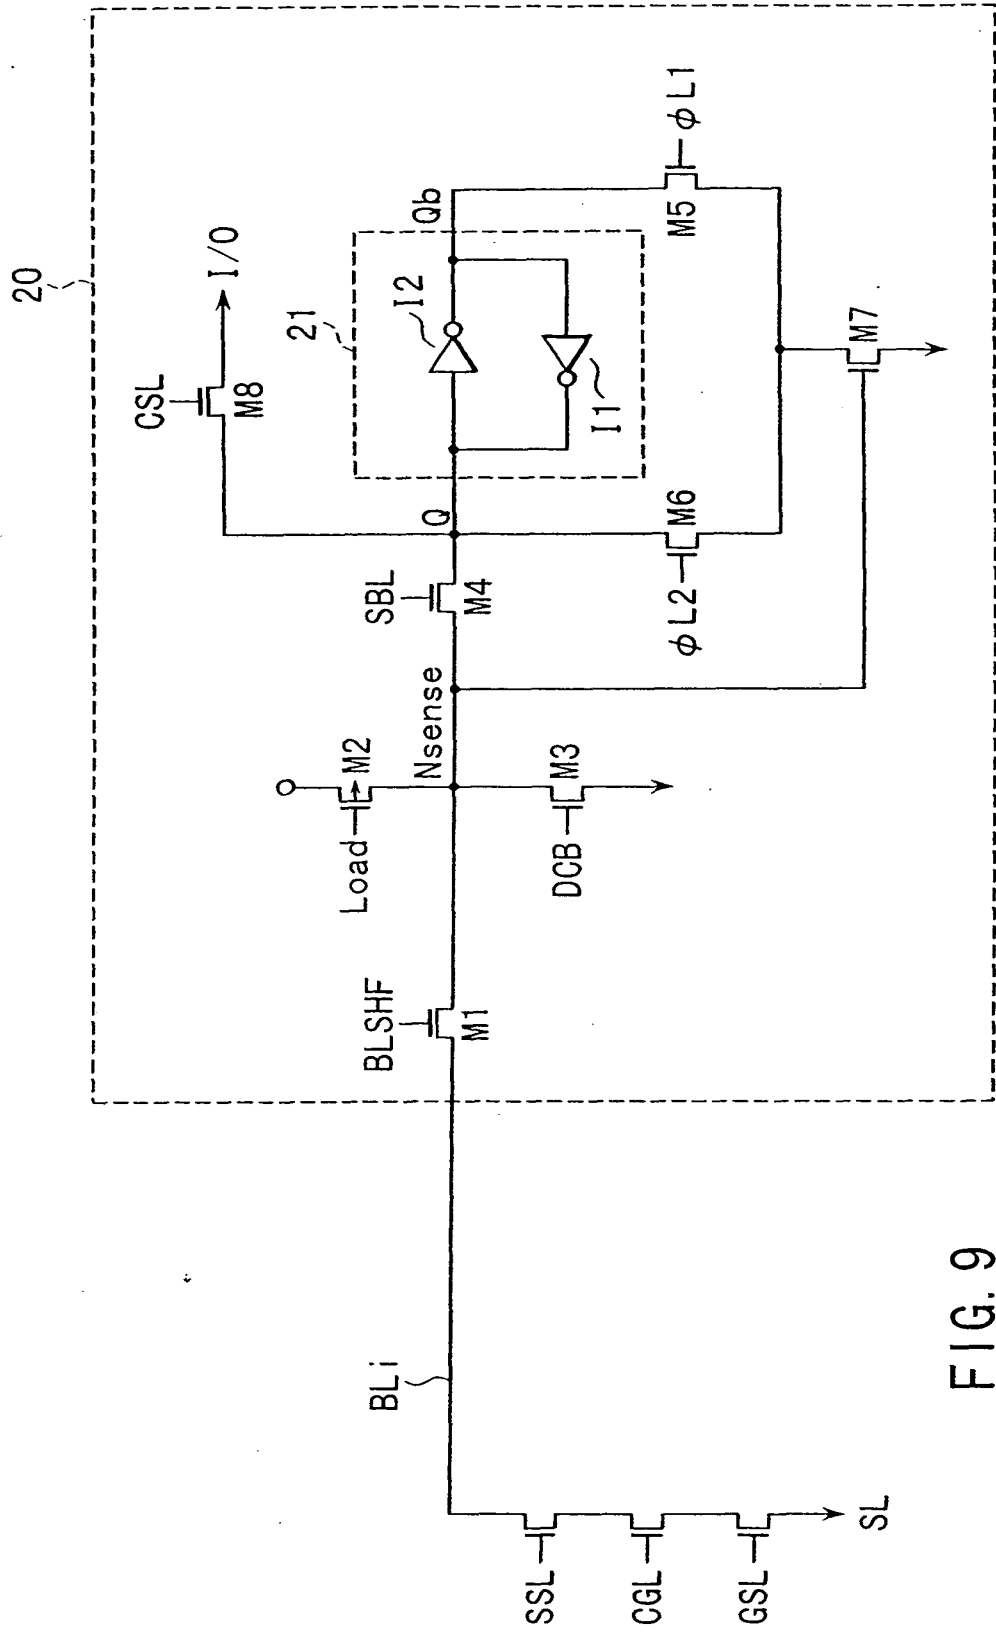 20
CSL
I/O
M8
21
I2
Qb
I1
Q
SBL
M4
M5
φL1
φL2
M6
M7
Nsense
Load
M2
DCB
M3
BLSHF
M1
BLi
SSL
CGL
GSL
SL
FIG. 9